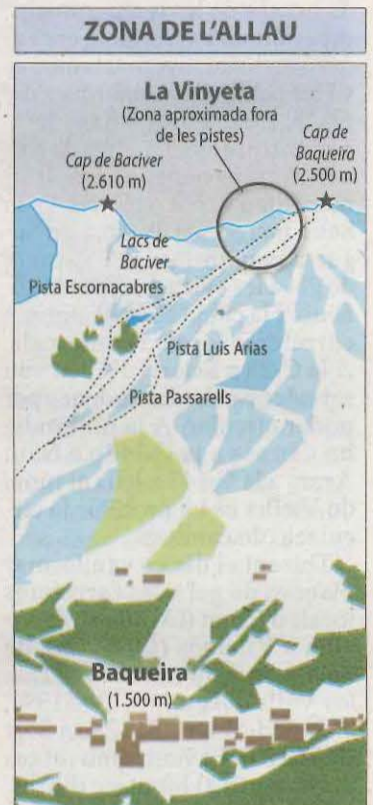 ZONA DE L'ALLAU
La Vinyeta
(Zona aproximada fora
de les pistes)
Cap de
Baqueira
(2.500 m)
Cap de Baciver
(2.610 m)
Lacs de
Baciver
Pista Escornacabres
Pista Luis Arias
Pista Passarells
Baqueira
(1.500 m)